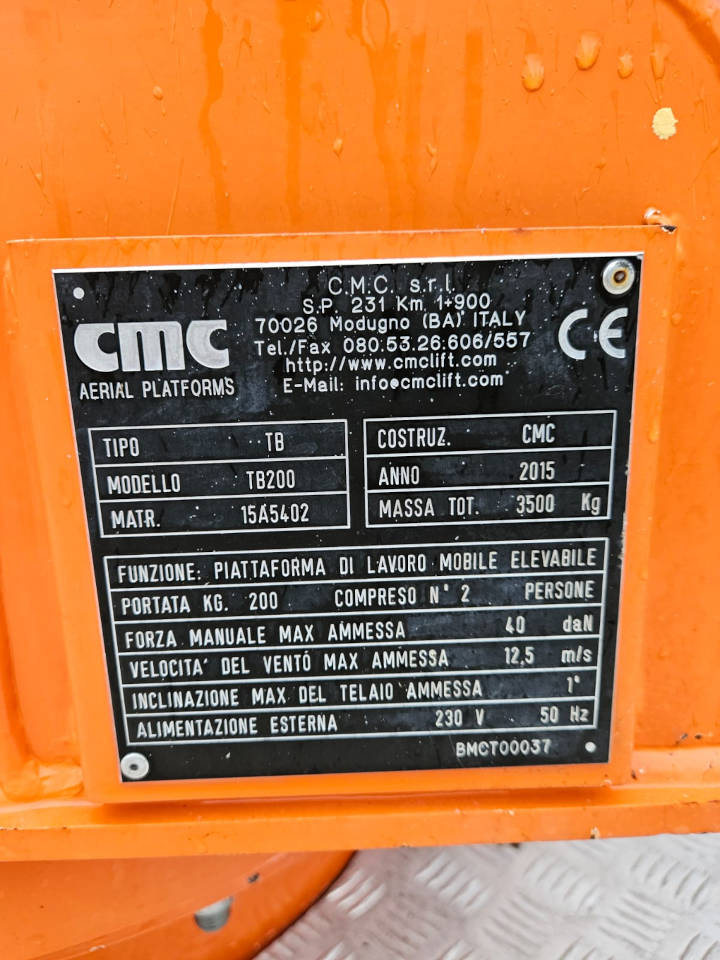 C.M.C. s.r.l.
S.P. 231 Km. 1+900
70026 Modugno (BA) ITALY
Tel./Fax 080.53.26.606/557
http://www.cmclift.com
E-Mail: info@cmclift.com
cmc
AERIAL PLATFORMS
CE
TIPO TB
MODELLO TB200
MATR. 15A5402
COSTRUZ. CMC
ANNO 2015
MASSA TOT. 3500 Kg
FUNZIONE: PIATTAFORMA DI LAVORO MOBILE ELEVABILE
PORTATA KG. 200 COMPRESO N° 2 PERSONE
FORZA MANUALE MAX AMMESSA 40 daN
VELOCITA' DEL VENTO MAX AMMESSA 12,5 m/s
INCLINAZIONE MAX DEL TELAIO AMMESSA 1°
ALIMENTAZIONE ESTERNA 230 V 50 Hz
BMCT00037